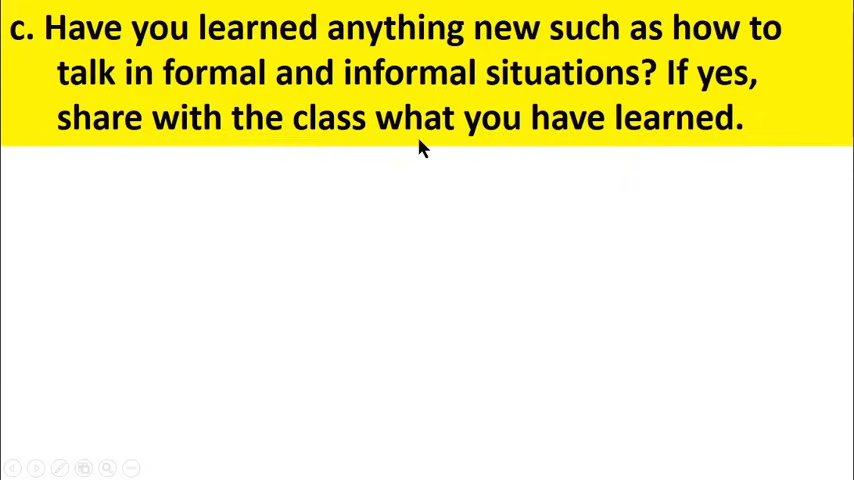 c. Have you learned anything new such as how to
talk in formal and informal situations? If yes,
share with the class what you have learned.